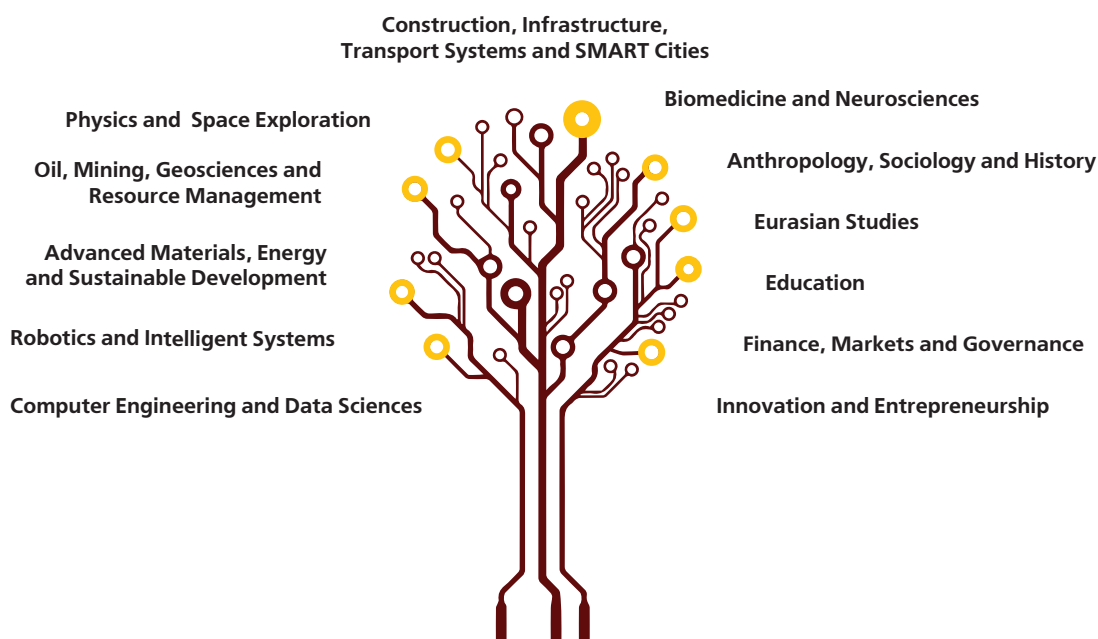 Construction, Infrastructure,
Transport Systems and SMART Cities
Physics and Space Exploration
Oil, Mining, Geosciences and
Resource Management
Advanced Materials, Energy
and Sustainable Development
Robotics and Intelligent Systems
Computer Engineering and Data Sciences
Biomedicine and Neurosciences
Anthropology, Sociology and History
Eurasian Studies
Education
Finance, Markets and Governance
Innovation and Entrepreneurship